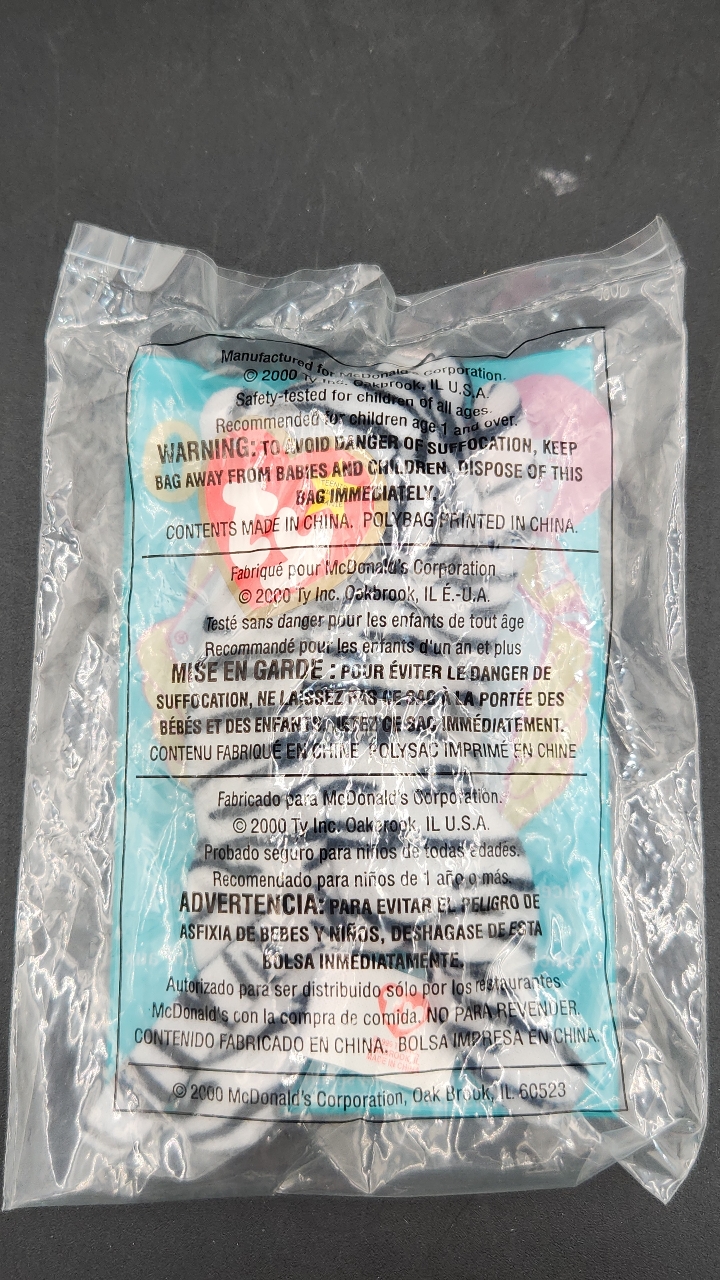 Manufactured for McDonald's Corporation.
© 2000 Ty Inc. Oakbrook, IL U.S.A.
Safety-tested for children of all ages.
Recommended for children age 1 and over.
WARNING: TO AVOID DANGER OF SUFFOCATION, KEEP
BAG AWAY FROM BABIES AND CHILDREN. DISPOSE OF THIS
BAG IMMEDIATELY.
CONTENTS MADE IN CHINA. POLYBAG PRINTED IN CHINA.
ty
TEENIE
Fabriqué pour McDonald's Corporation
© 2000 Ty Inc. Oakbrook, IL É.-U.A.
Testé sans danger pour les enfants de tout âge
Recommandé pour les enfants d'un an et plus
MISE EN GARDE : POUR ÉVITER LE DANGER DE
SUFFOCATION, NE LAISSEZ PAS CE SAC À LA PORTÉE DES
BÉBÉS ET DES ENFANTS. JETEZ CE SAC IMMÉDIATEMENT.
CONTENU FABRIQUÉ EN CHINE POLYSAC IMPRIMÉ EN CHINE
Fabricado para McDonald's Corporation.
© 2000 Ty Inc. Oakbrook, IL U.S.A.
Probado seguro para niños de todas edades.
Recomendado para niños de 1 año o más.
ADVERTENCIA: PARA EVITAR EL PELIGRO DE
ASFIXIA DE BEBES Y NIÑOS, DESHAGASE DE ESTA
BOLSA INMEDIATAMENTE.
Autorizado para ser distribuido sólo por los restaurantes
McDonald's con la compra de comida. NO PARA REVENDER.
CONTENIDO FABRICADO EN CHINA. BOLSA IMPRESA EN CHINA.
© 2000 McDonald's Corporation, Oak Brook, IL 60523